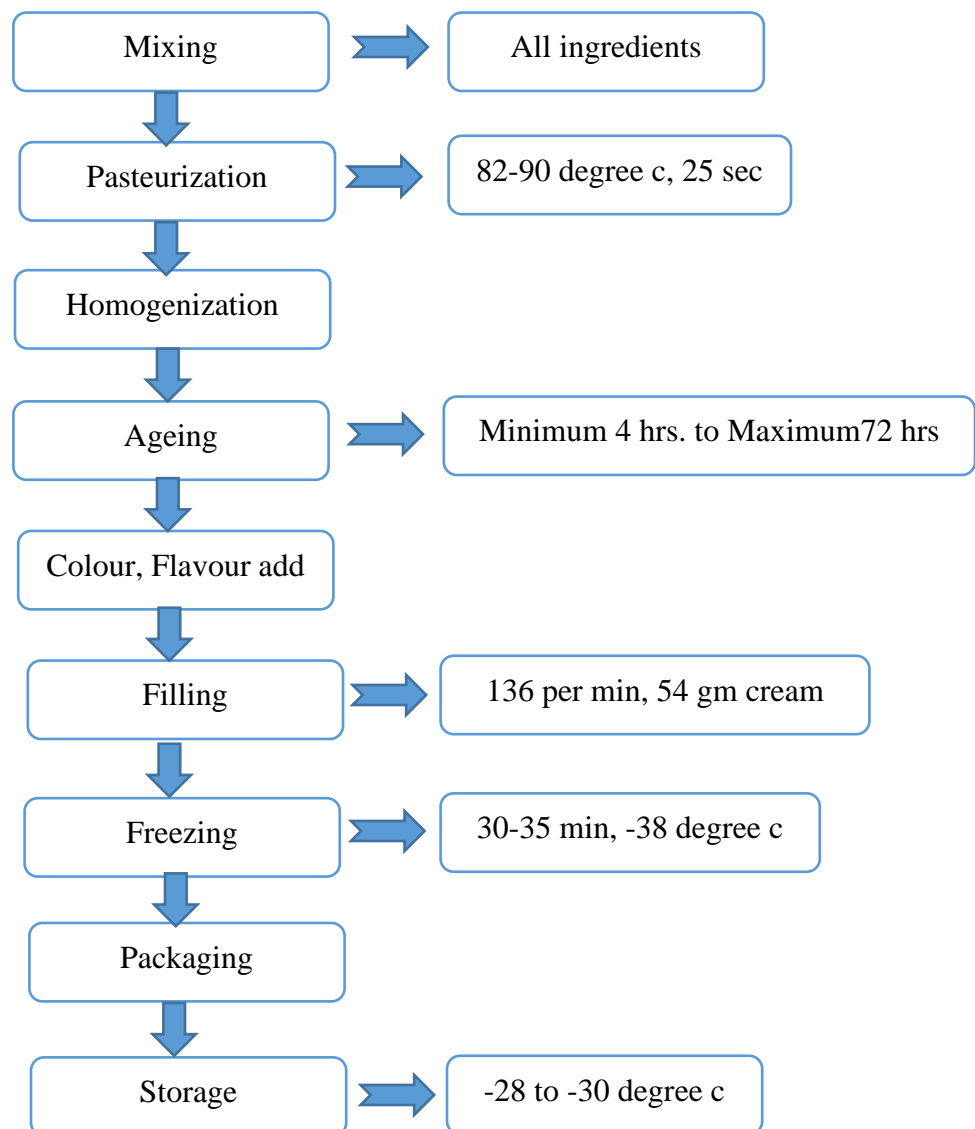 Mixing
All ingredients
Pasteurization
82-90 degree c, 25 sec
Homogenization
Ageing
Minimum 4 hrs. to Maximum72 hrs
Colour, Flavour add
Filling
136 per min, 54 gm cream
Freezing
30-35 min, -38 degree c
Packaging
Storage
-28 to -30 degree c